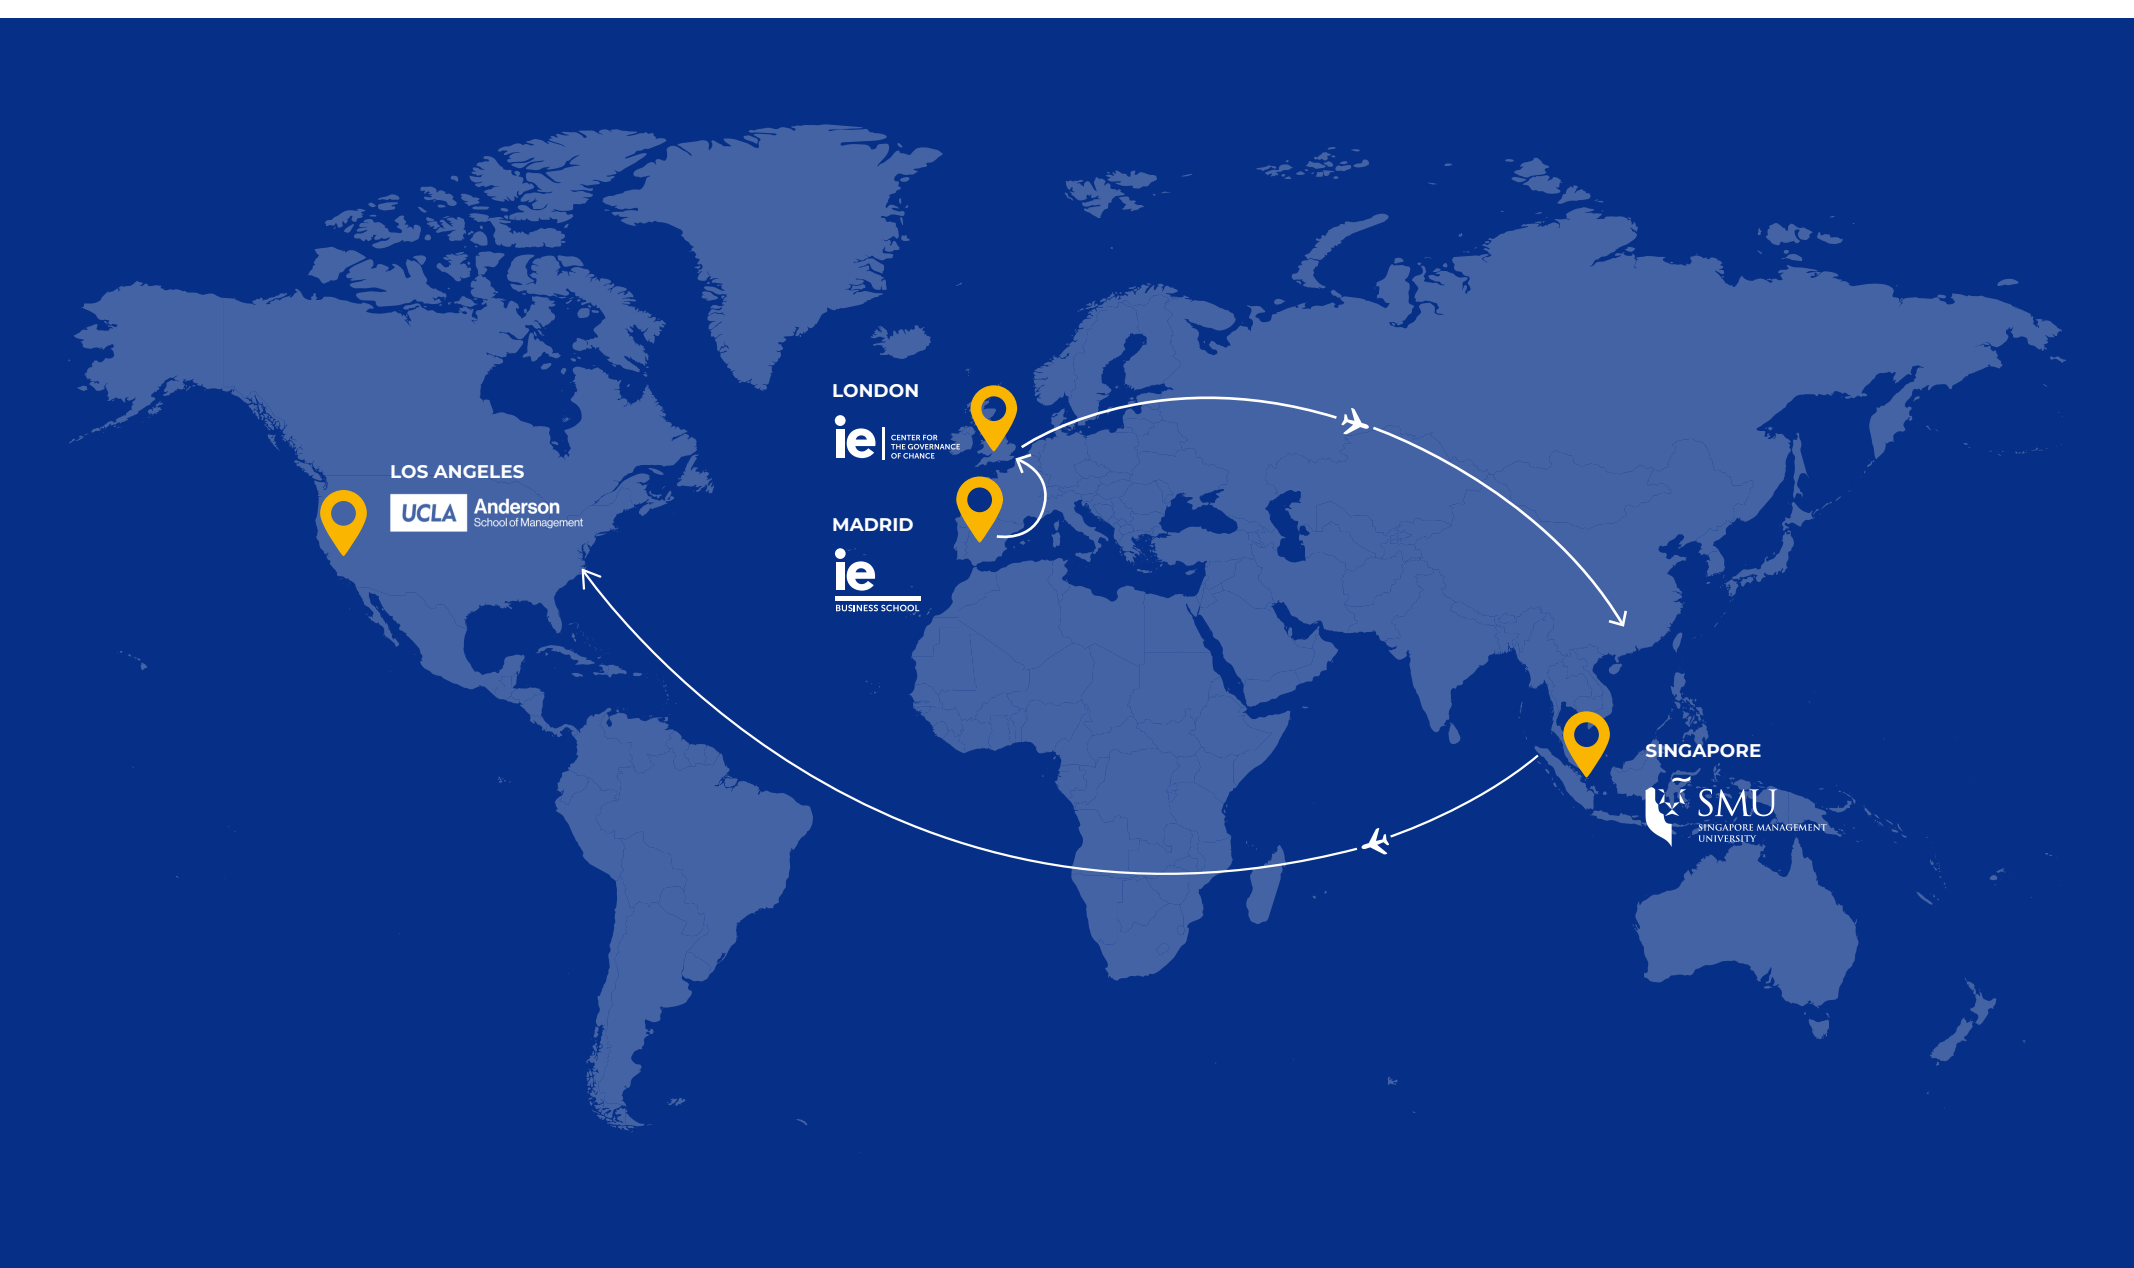 LONDON
ie
CENTER FOR
THE GOVERNANCE
OF CHANCE
LOS ANGELES
UCLA Anderson
School of Management
MADRID
ie
BUSINESS SCHOOL
SINGAPORE
SMU
SINGAPORE MANAGEMENT
UNIVERSITY